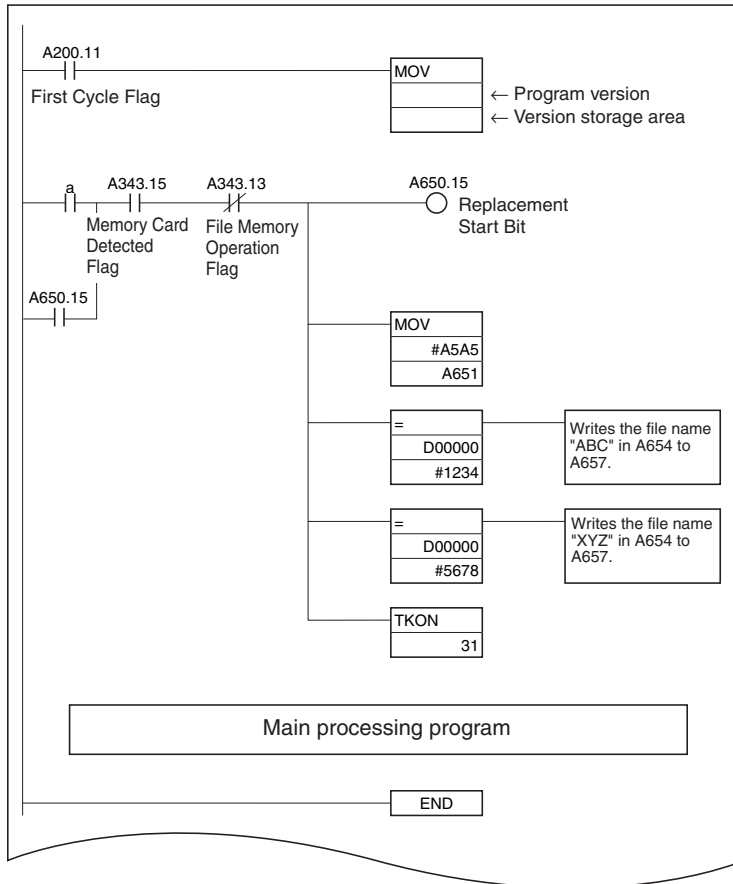 A200.11
MOV
First Cycle Flag
← Program version
← Version storage area
a
A343.15
A343.13
A650.15
Memory Card
Detected
Flag
File Memory
Operation
Flag
Replacement
Start Bit
A650.15
MOV
#A5A5
A651
=
D00000
#1234
Writes the file name
"ABC" in A654 to
A657.
=
D00000
#5678
Writes the file name
"XYZ" in A654 to
A657.
TKON
31
Main processing program
END